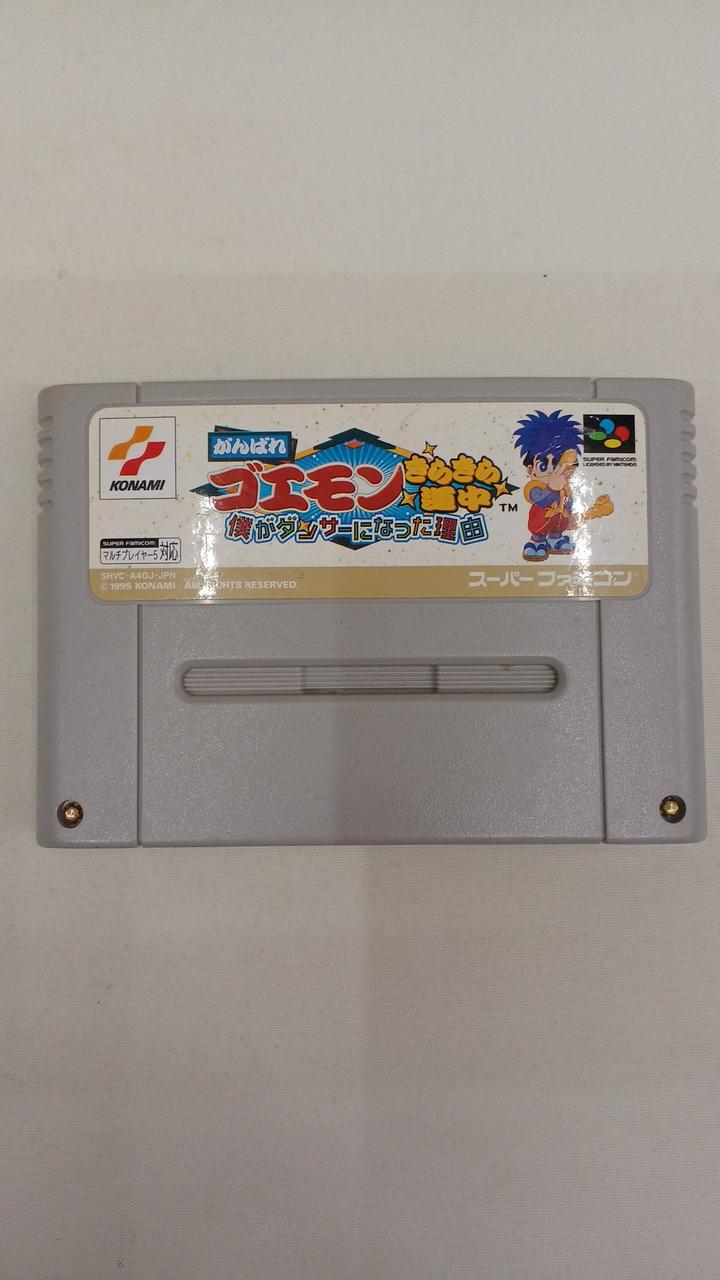 KONAMI
がんばれ
ゴエモン
きらきら
道中
TM
僕がダンサーになった理由
SUPER FAMICOM
LICENSED BY NINTENDO
SUPER FAMICOM
マルチプレイヤー5 対応
SHVC-A4GJ-JPN
© 1995 KONAMI ALL RIGHTS RESERVED.
スーパーファミコン